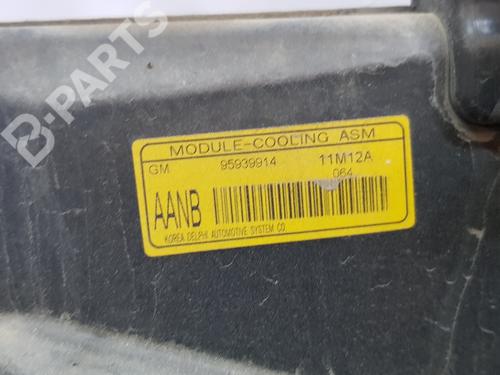 B-PARTS
MODULE-COOLING ASM
GM 95939914 11M12A
064
AANB
KOREA DELPHI AUTOMOTIVE SYSTEM CO.